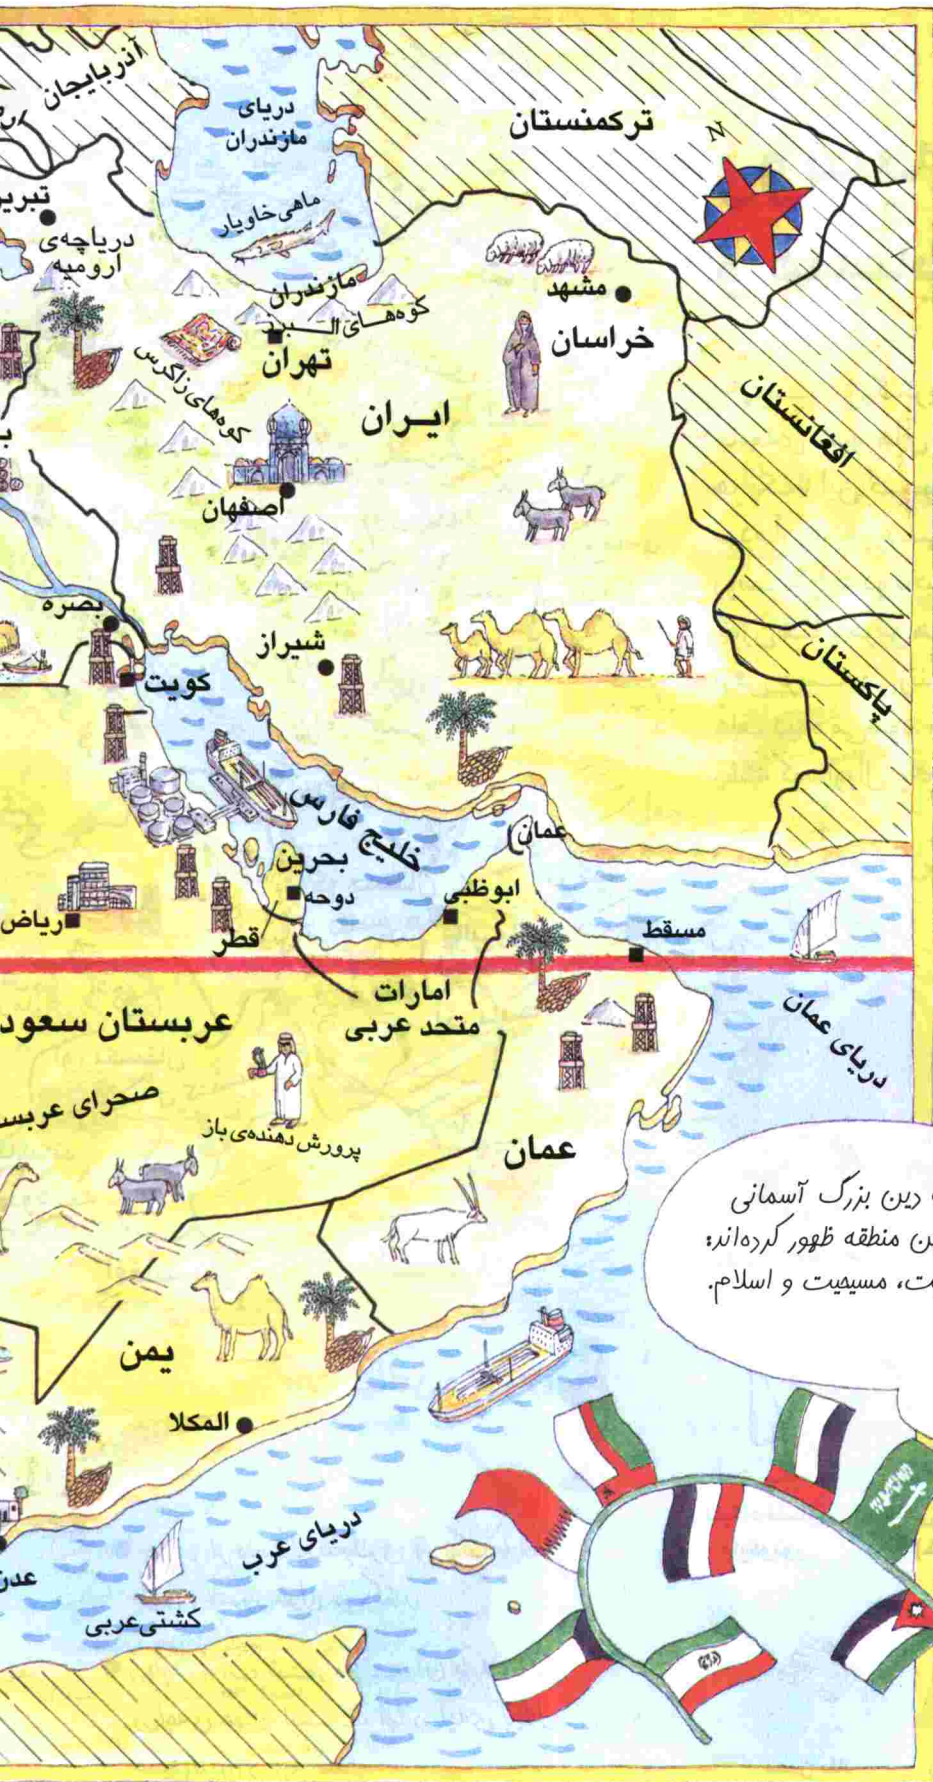 آذربایجان
دریای
مازندران
ترکمنستان
N
ماهی خاویار
دریاچه‌ی
ارومیه
مازندران
کوه‌های البرز
مشهد
خراسان
تهران
کوه‌های زاگرس
افغانستان
ایران
اصفهان
بصره
شیراز
پاکستان
کویت
خلیج فارس
عمان
بحرین
دوحه
ابوظبی
ریاض
قطر
مسقط
امارات
متحد عربی
دریای عمان
عربستان سعود
صحرای عربس
پرورش دهنده‌ی باز
عمان
دین بزرگ آسمانی
ن منطقه ظهور کرده‌اند:
ت، مسیحیت و اسلام.
یمن
المکلا
دریای عرب
عدن
کشتی عربی